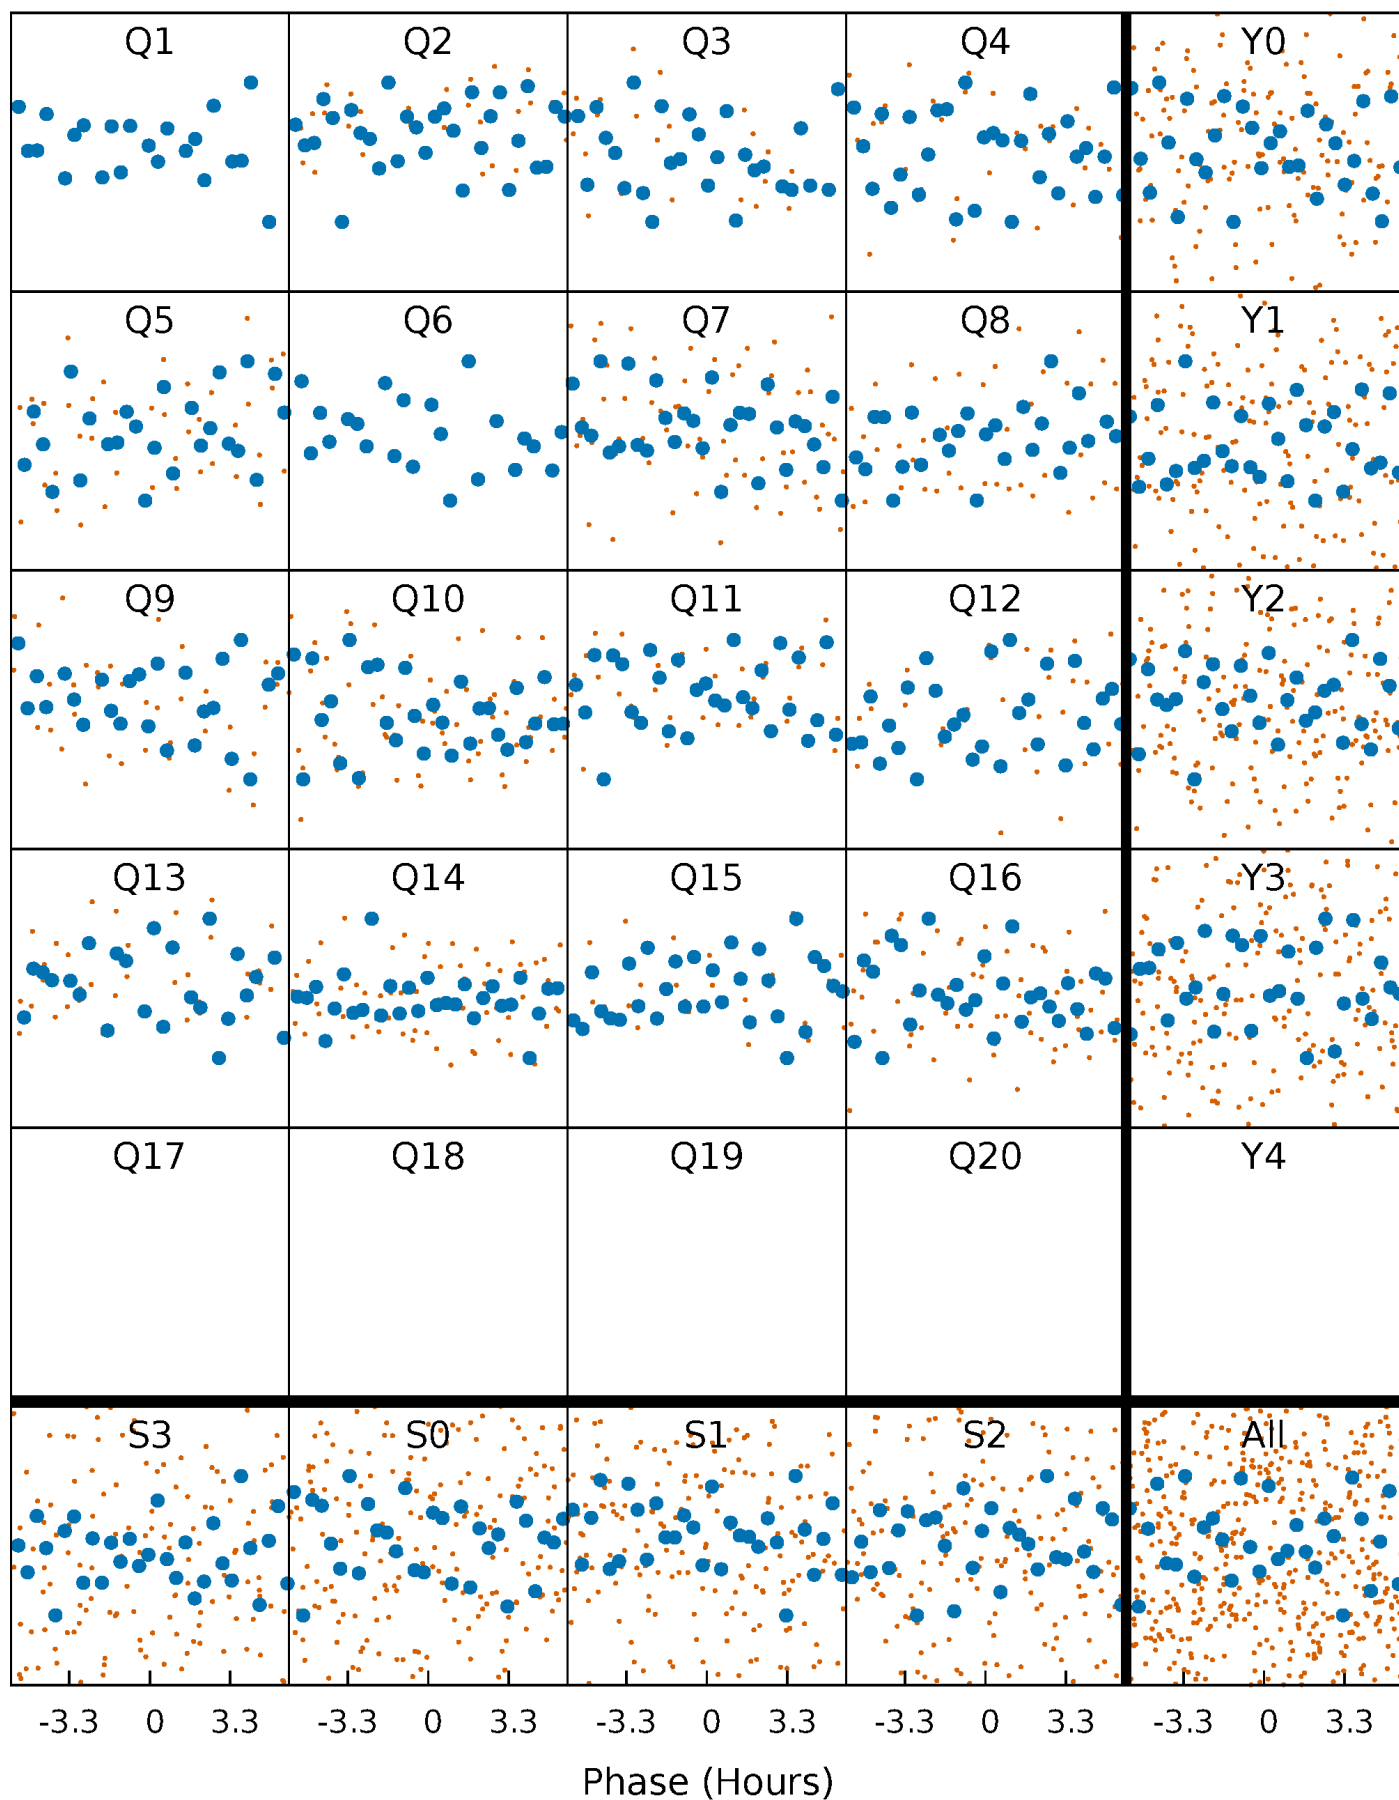 Q1 Q2 Q3 Q4 Y0
Q5 Q6 Q7 Q8 Y1
Q9 Q10 Q11 Q12 Y2
Q13 Q14 Q15 Q16 Y3
Q17 Q18 Q19 Q20 Y4
S3 S0 S1 S2 All
-3.3 0 3.3 -3.3 0 3.3 -3.3 0 3.3 -3.3 0 3.3 -3.3 0 3.3
Phase (Hours)